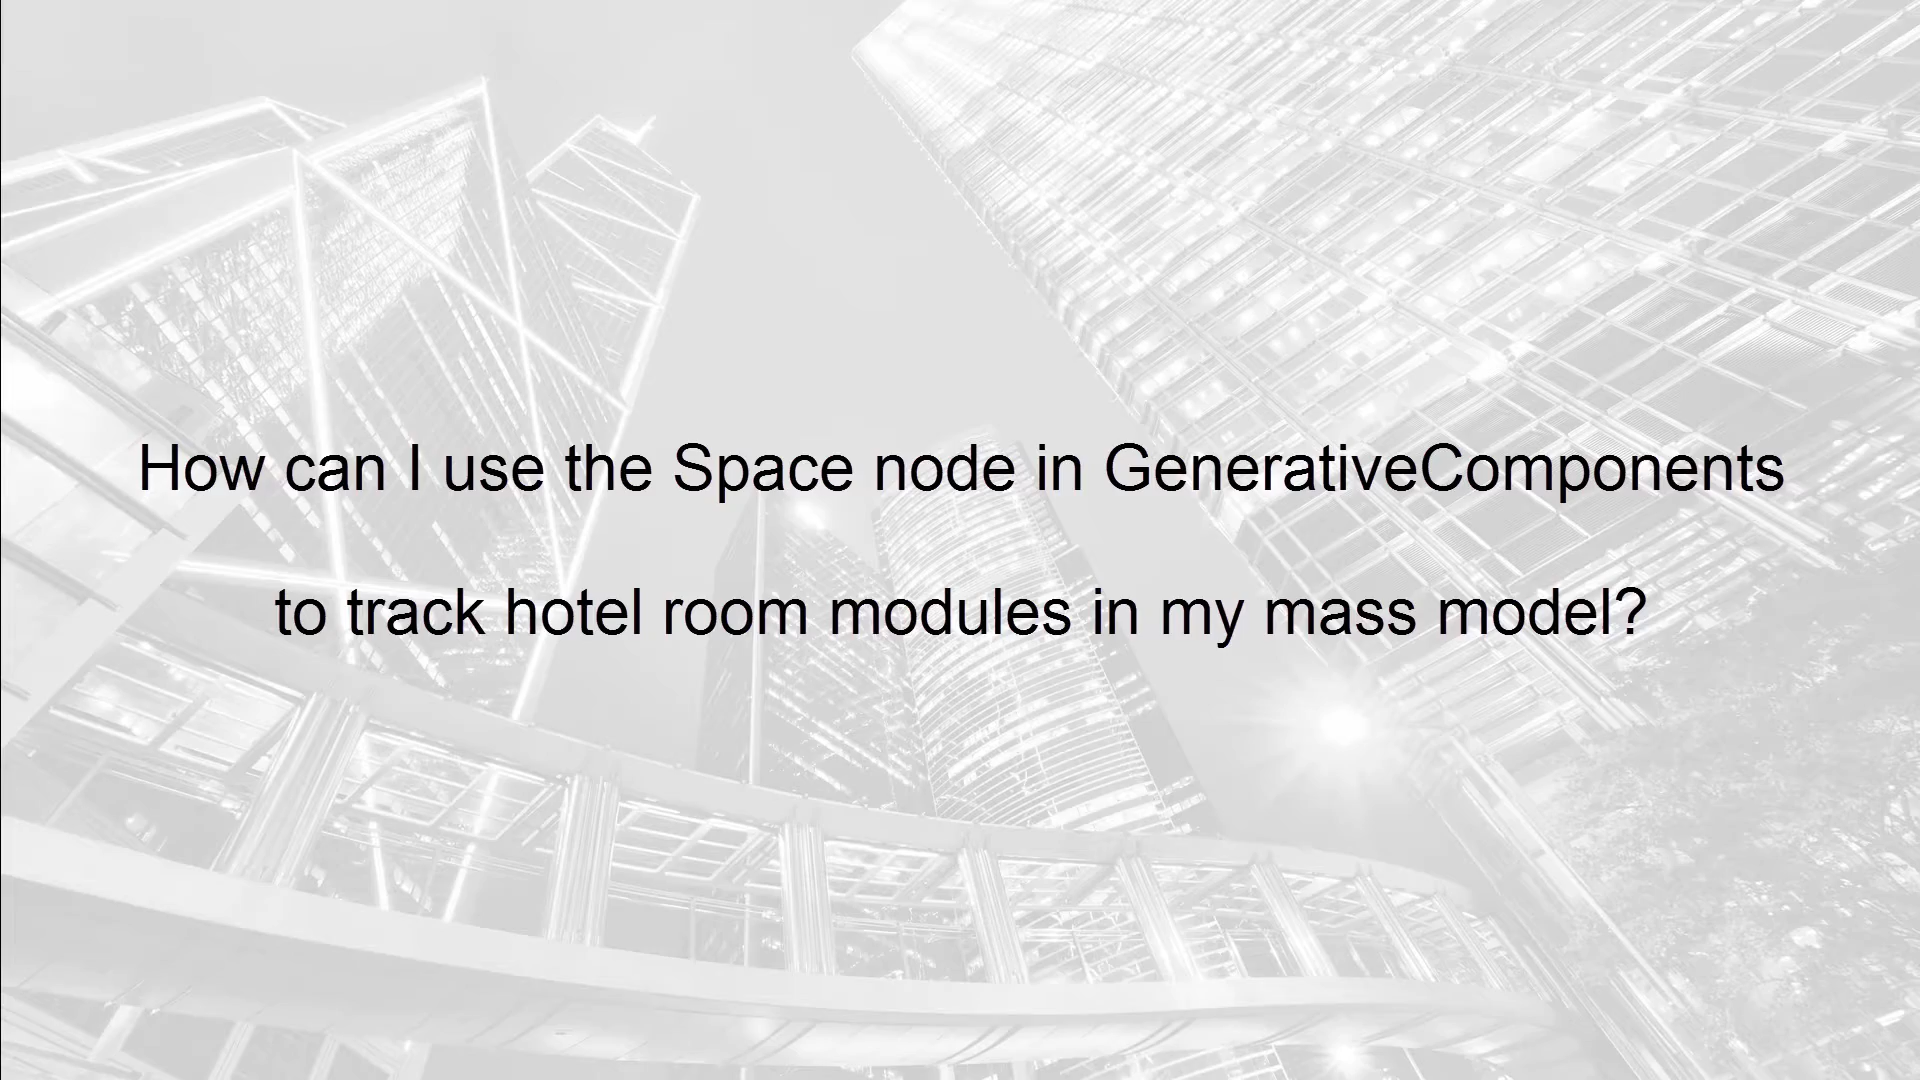 How can I use the Space node in GenerativeComponents
to track hotel room modules in my mass model?